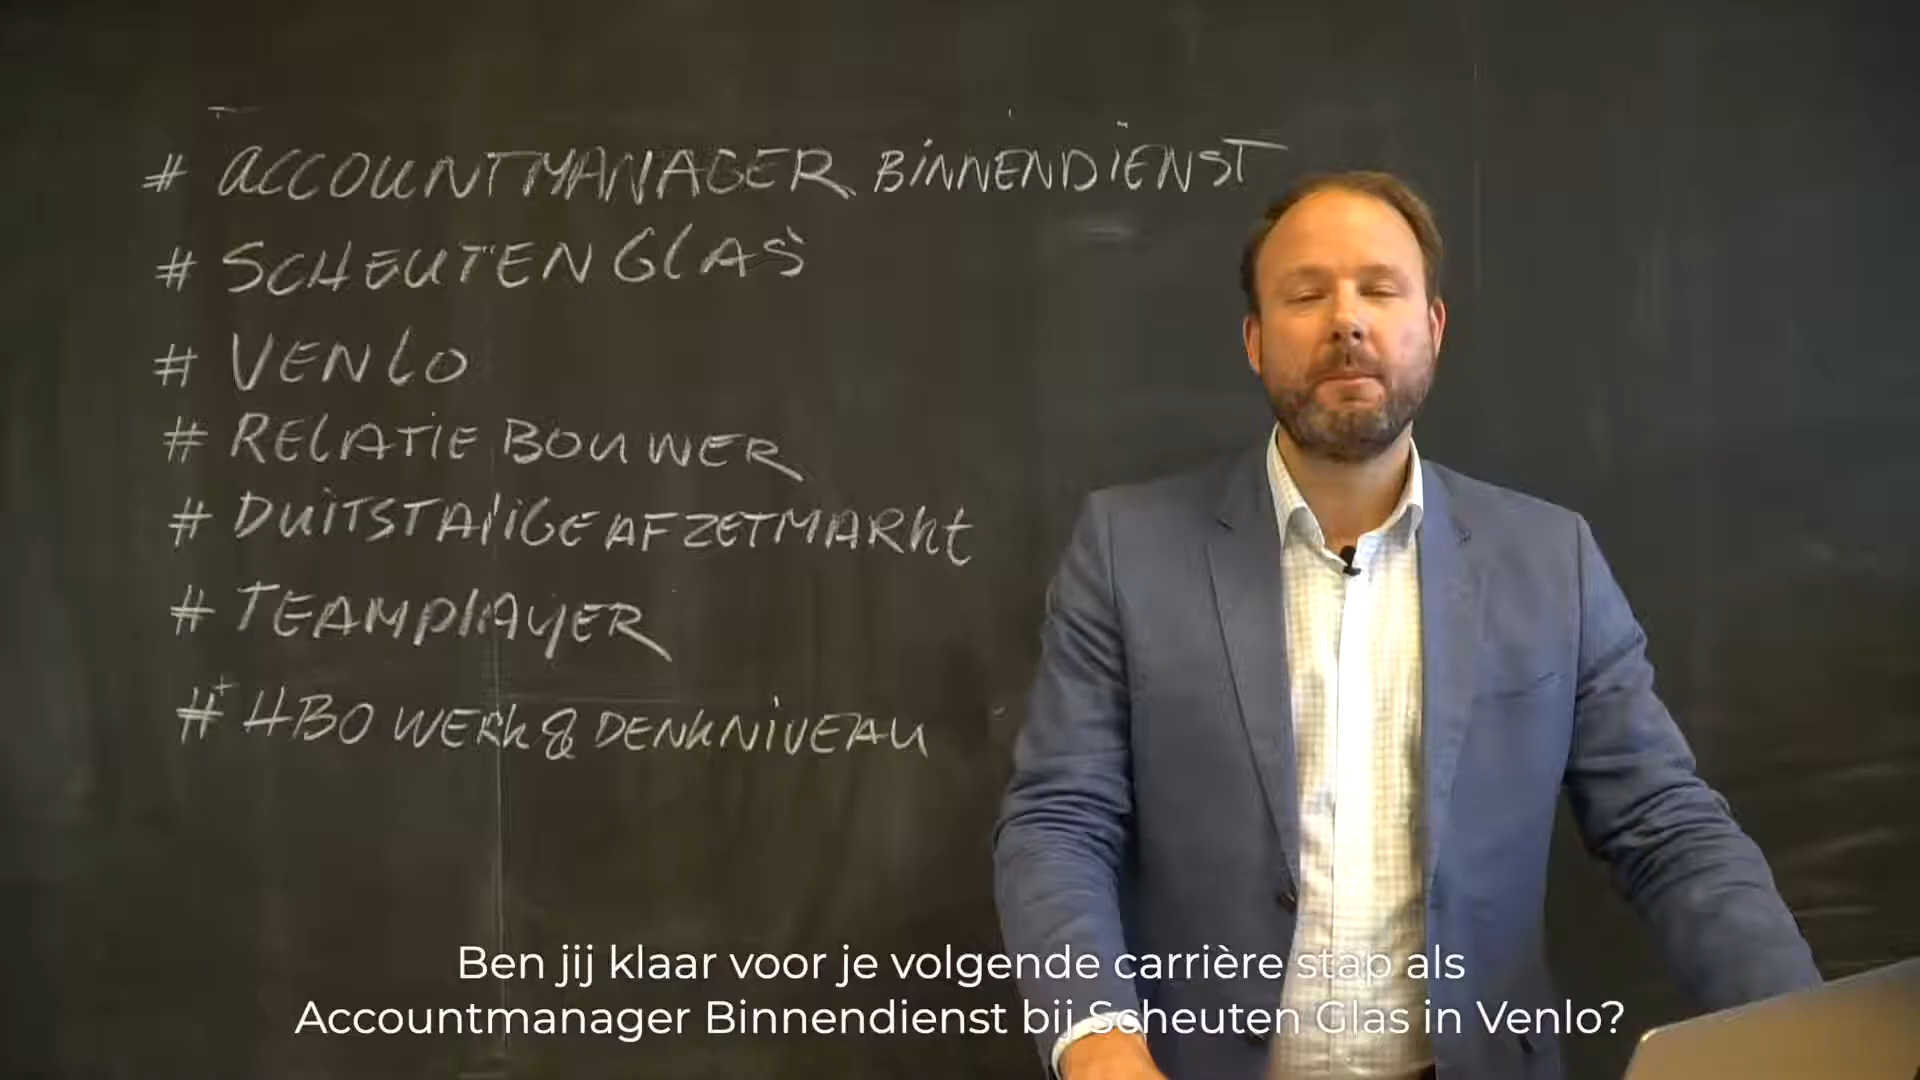 # ACCOUNTMANAGER BINNENDIENST
# SCHEUTEN GLAS
# VENLO
# RELATIE BOUWER
# DUITSTALIGE AFZETMARKT
# TEAMPLAYER
#+ HBO WERK & DENKNIVEAU
Ben jij klaar voor je volgende carrière stap als
Accountmanager Binnendienst bij Scheuten Glas in Venlo?